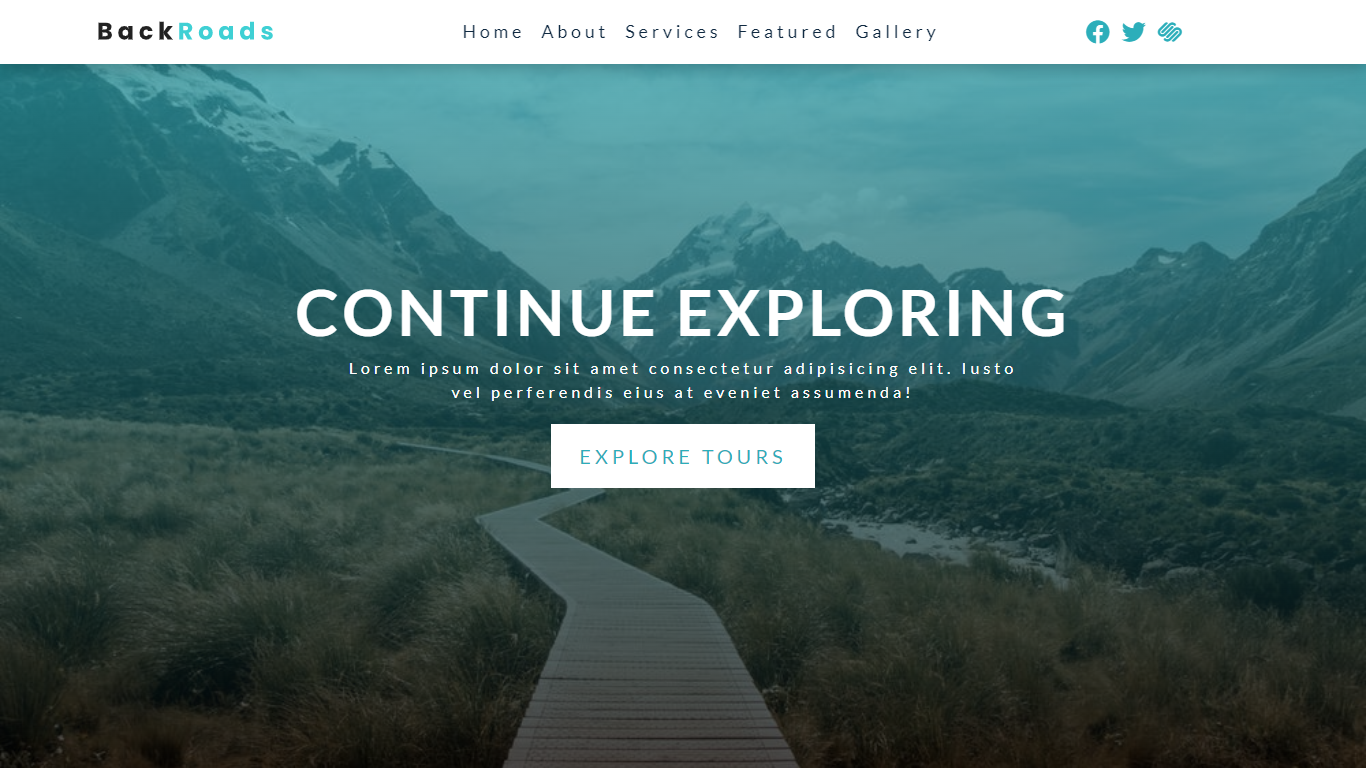 BackRoads
Home About Services Featured Gallery
CONTINUE EXPLORING
Lorem ipsum dolor sit amet consectetur adipisicing elit. Iusto
vel perferendis eius at eveniet assumenda!
EXPLORE TOURS